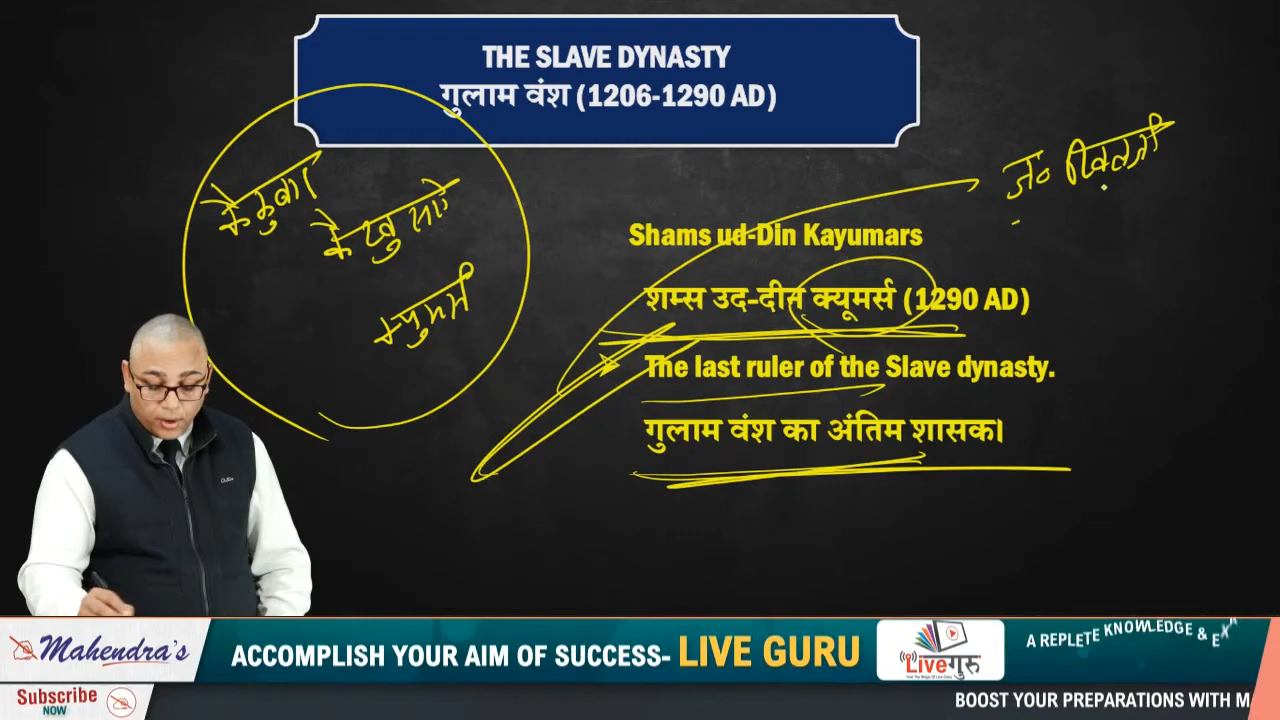 THE SLAVE DYNASTY
गुलाम वंश (1206-1290 AD)
कैकुबाद
कै खुसरो
क्युमर्स
ज॰ खिलजी
Shams ud-Din Kayumars
शम्स उद-दीन क्यूमर्स (1290 AD)
The last ruler of the Slave dynasty.
गुलाम वंश का अंतिम शासक।
Mahendra's
ACCOMPLISH YOUR AIM OF SUCCESS- LIVE GURU
Liveगुरु
A REPLETE KNOWLEDGE & EX
Subscribe
NOW
BOOST YOUR PREPARATIONS WITH M